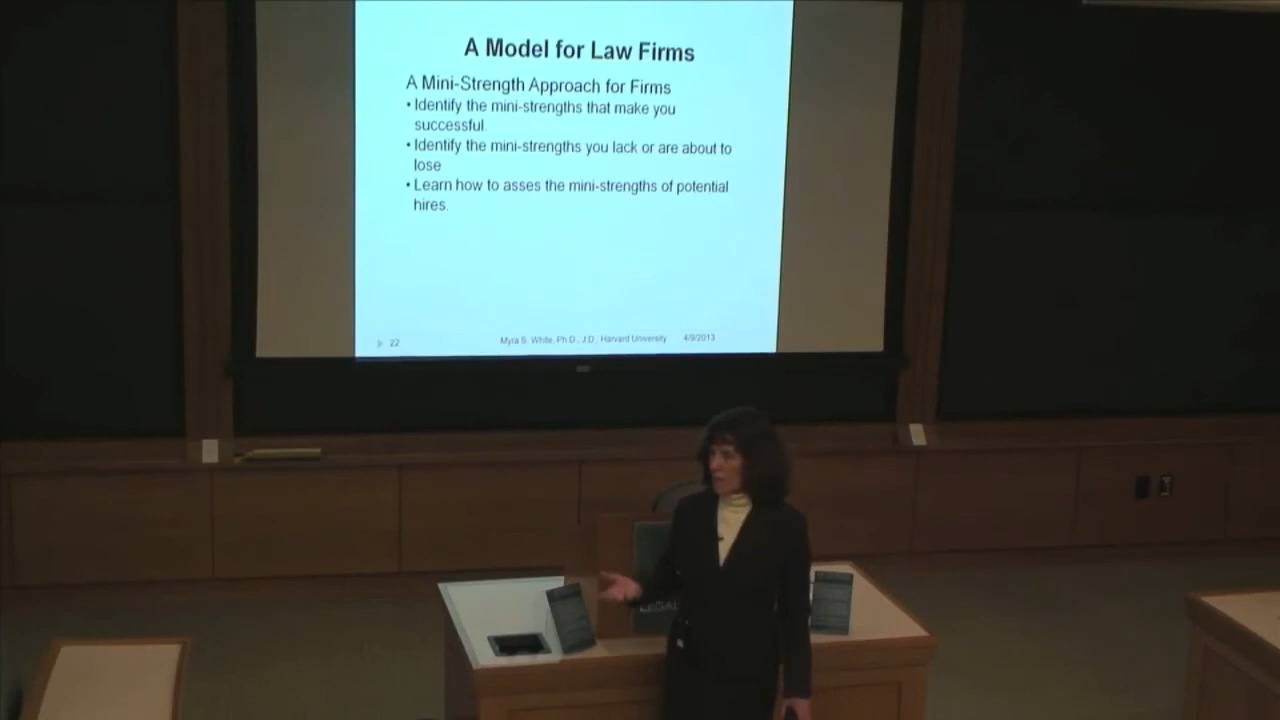 A Model for Law Firms
A Mini-Strength Approach for Firms
• Identify the mini-strengths that make you
successful.
• Identify the mini-strengths you lack or are about to
lose
• Learn how to asses the mini-strengths of potential
hires.
22 Myra S. White, Ph.D., J.D., Harvard University 4/9/2013
LEGAL